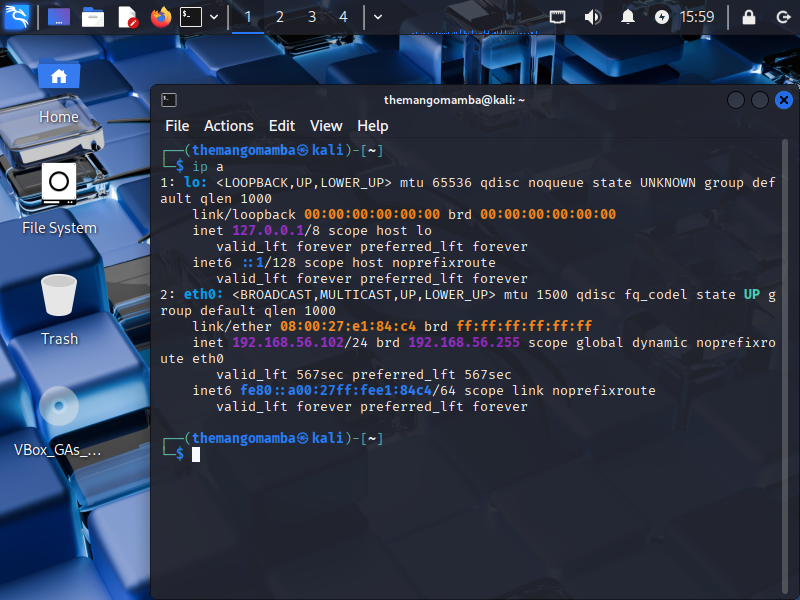 1 2 3 4
15:59
Home
File System
Trash
VBox_GAs_...
themangomamba@kali: ~
File Actions Edit View Help
┌──(themangomamba㉿kali)-[~]
└─$ ip a
1: lo: <LOOPBACK,UP,LOWER_UP> mtu 65536 qdisc noqueue state UNKNOWN group def
ault qlen 1000
    link/loopback 00:00:00:00:00:00 brd 00:00:00:00:00:00
    inet 127.0.0.1/8 scope host lo
       valid_lft forever preferred_lft forever
    inet6 ::1/128 scope host noprefixroute
       valid_lft forever preferred_lft forever
2: eth0: <BROADCAST,MULTICAST,UP,LOWER_UP> mtu 1500 qdisc fq_codel state UP g
roup default qlen 1000
    link/ether 08:00:27:e1:84:c4 brd ff:ff:ff:ff:ff:ff
    inet 192.168.56.102/24 brd 192.168.56.255 scope global dynamic noprefixro
ute eth0
       valid_lft 567sec preferred_lft 567sec
    inet6 fe80::a00:27ff:fee1:84c4/64 scope link noprefixroute
       valid_lft forever preferred_lft forever
┌──(themangomamba㉿kali)-[~]
└─$